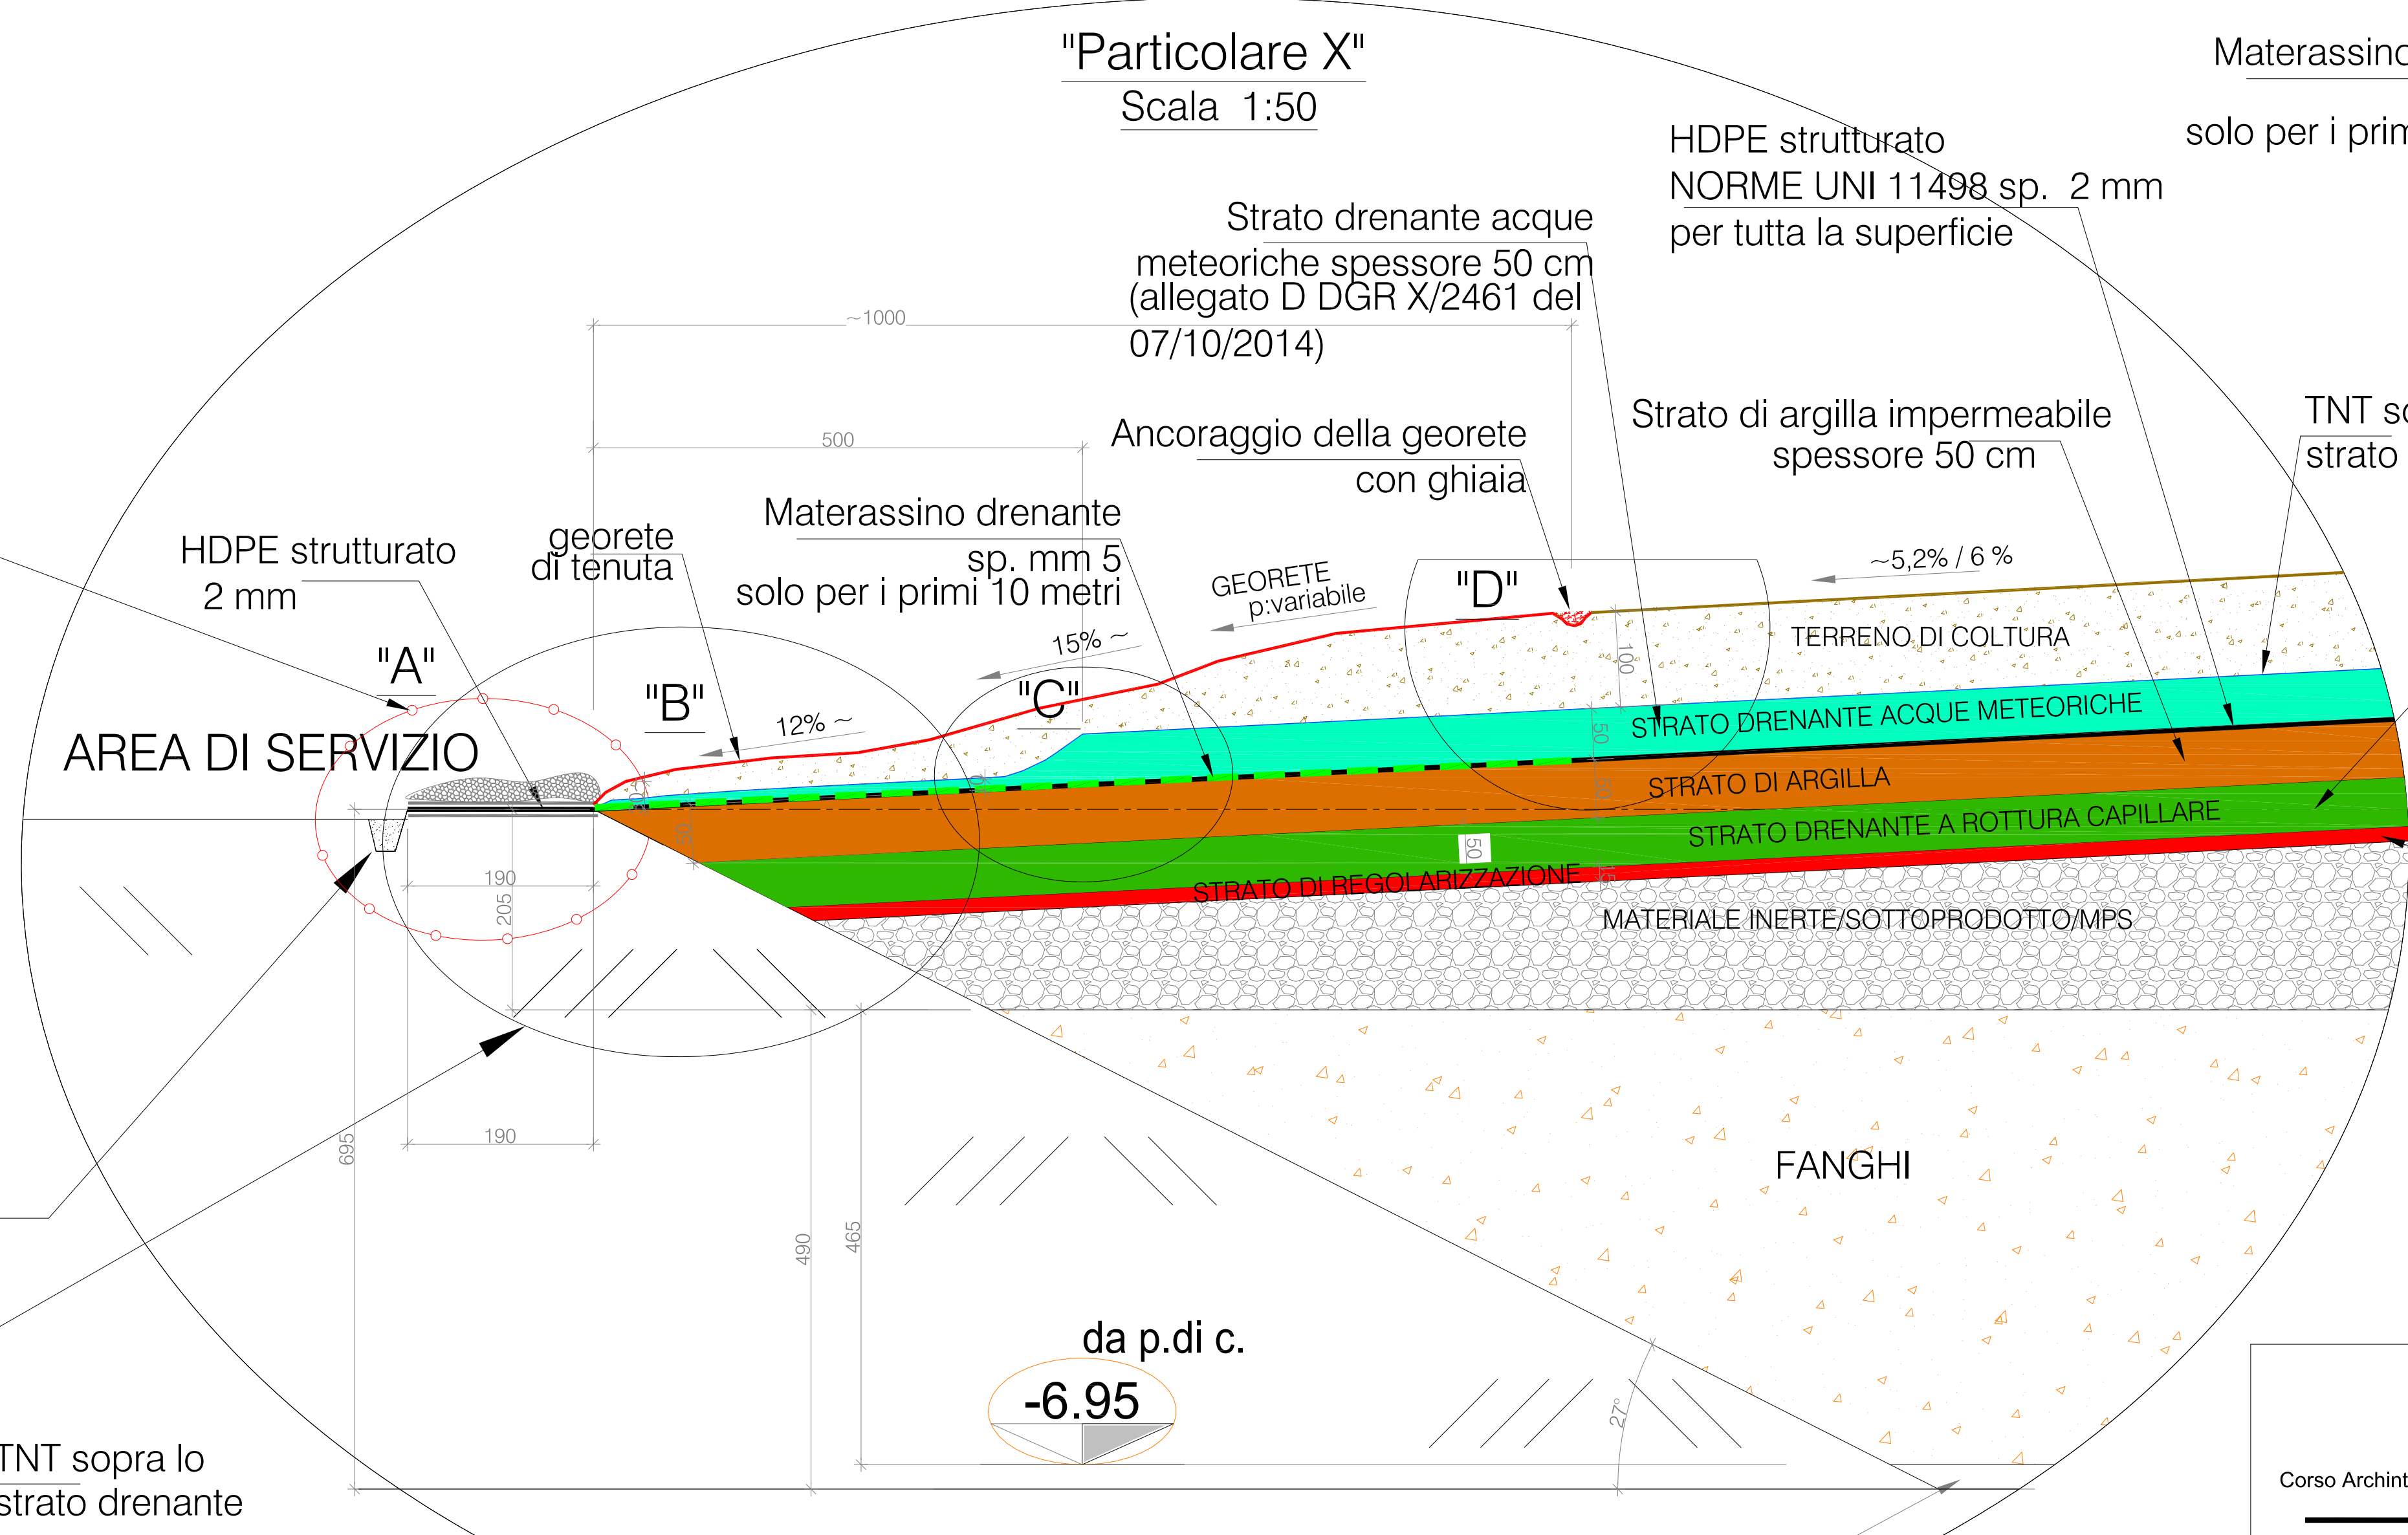 "Particolare X"
Scala 1:50
Materassino
solo per i prim
HDPE strutturato
NORME UNI 11498 sp. 2 mm
per tutta la superficie
Strato drenante acque
meteoriche spessore 50 cm
(allegato D DGR X/2461 del
07/10/2014)
~1000
500
Ancoraggio della georete
con ghiaia
Strato di argilla impermeabile
spessore 50 cm
TNT so
strato
Materassino drenante
sp. mm 5
solo per i primi 10 metri
georete
di tenuta
HDPE strutturato
2 mm
GEORETE
p:variabile
~5,2% / 6 %
15% ~
12% ~
"A"
"B"
"C"
"D"
AREA DI SERVIZIO
TERRENO DI COLTURA
100
STRATO DRENANTE ACQUE METEORICHE
50
STRATO DI ARGILLA
STRATO DRENANTE A ROTTURA CAPILLARE
50
50
STRATO DI REGOLARIZZAZIONE
15
MATERIALE INERTE/SOTTOPRODOTTO/MPS
190
205
190
695
490
465
FANGHI
da p.di c.
-6.95
27°
TNT sopra lo
strato drenante
Corso Archint